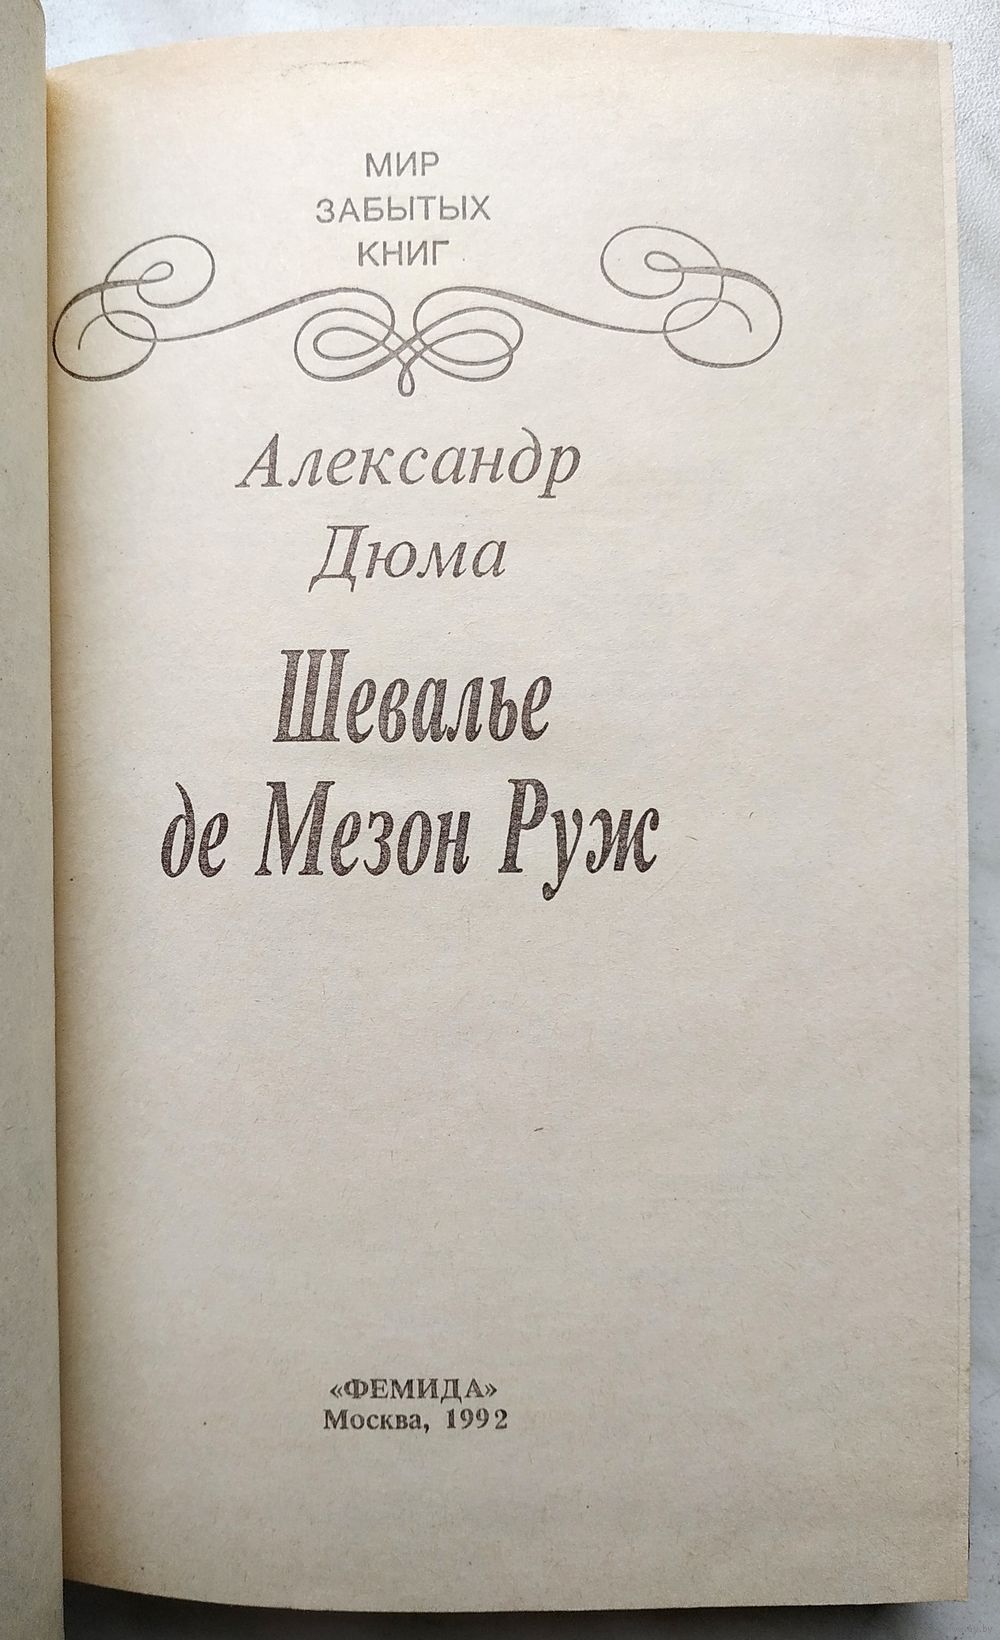 МИР
ЗАБЫТЫХ
КНИГ
Александр
Дюма
Шевалье
де Мезон Руж
«ФЕМИДА»
Москва, 1992